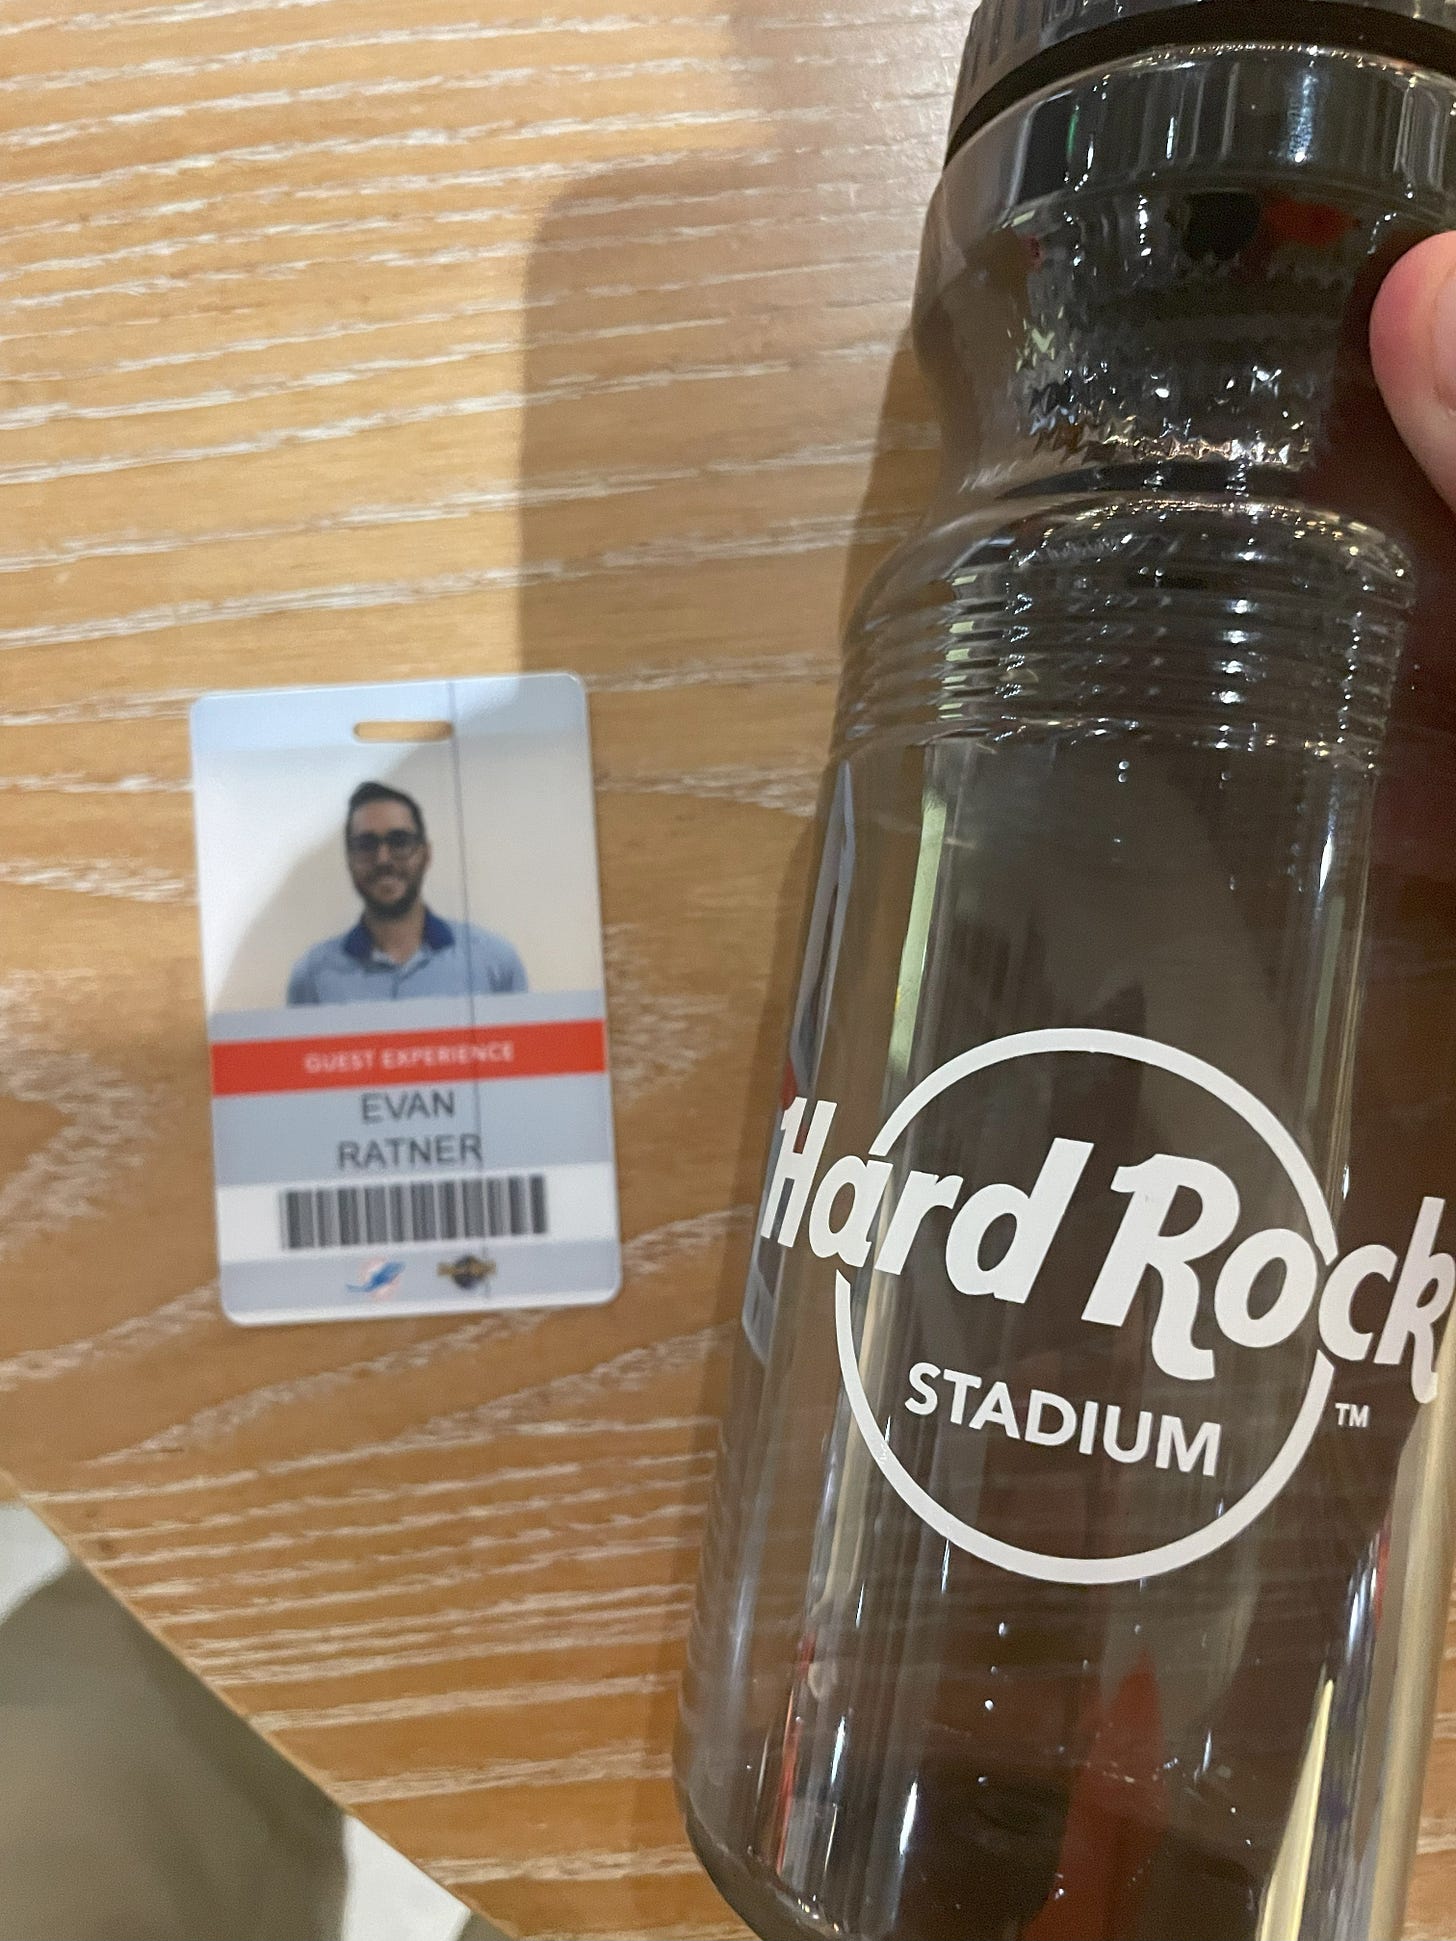 GUEST EXPERIENCE
EVAN
RATNER
Hard Rock
STADIUM
TM